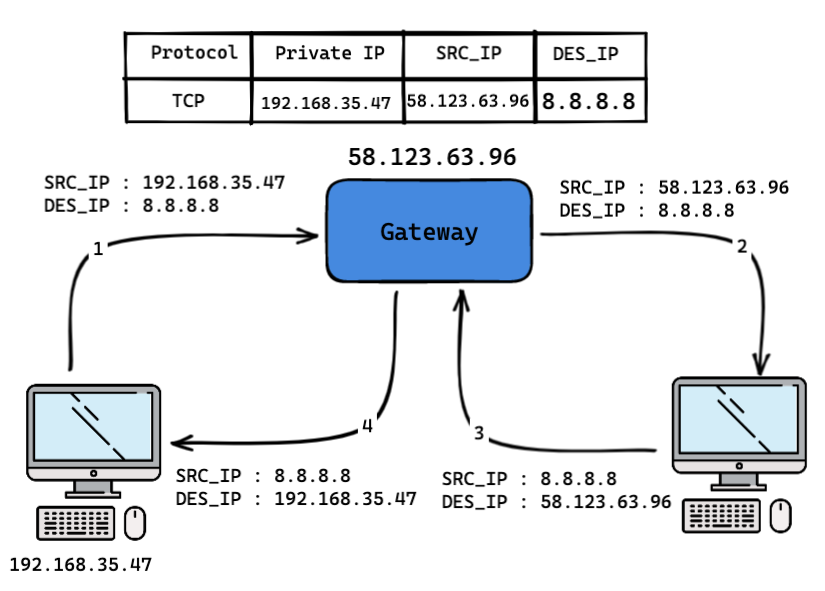 Protocol Private IP SRC_IP DES_IP
TCP 192.168.35.47 58.123.63.96 8.8.8.8
58.123.63.96
SRC_IP : 192.168.35.47
DES_IP : 8.8.8.8
SRC_IP : 58.123.63.96
DES_IP : 8.8.8.8
Gateway
1
2
4
3
SRC_IP : 8.8.8.8
DES_IP : 192.168.35.47
SRC_IP : 8.8.8.8
DES_IP : 58.123.63.96
192.168.35.47